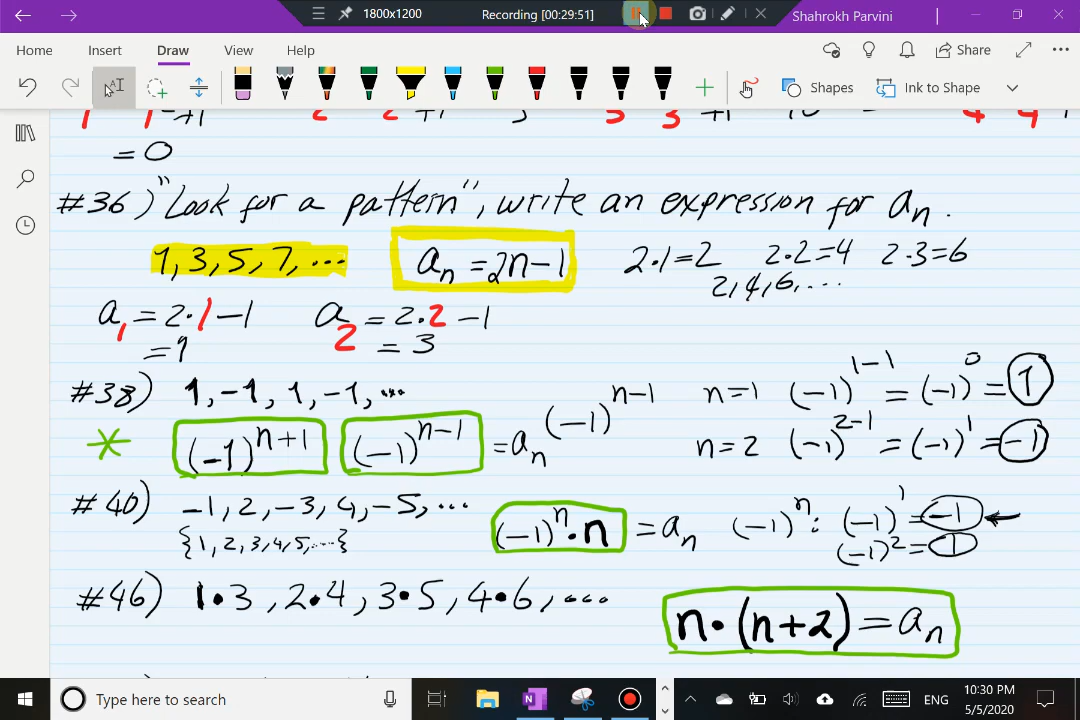 1800x1200 Recording [00:29:51] Shahrokh Parvini
Home Insert Draw View Help Share
Shapes Ink to Shape
= 0
#36) "Look for a pattern", write an expression for aₙ.
1, 3, 5, 7, ... aₙ = 2n-1 2·1=2 2·2=4 2·3=6
2, 4, 6, ...
a₁ = 2·1-1 a₂ = 2·2-1
=1 = 3
#38) 1, -1, 1, -1, ... n=1 (-1)¹⁻¹ = (-1)⁰ = 1
* (-1)ⁿ⁺¹ (-1)ⁿ⁻¹ = aₙ (-1)ⁿ⁻¹ n=2 (-1)²⁻¹ = (-1)¹ = -1
#40) -1, 2, -3, 4, -5, ... (-1)ⁿ·n = aₙ (-1)ⁿ: (-1)¹ = -1 ←
{1, 2, 3, 4, 5, ...} (-1)² = 1
#46) 1·3, 2·4, 3·5, 4·6, ... n·(n+2) = aₙ
Type here to search ENG 10:30 PM
5/5/2020